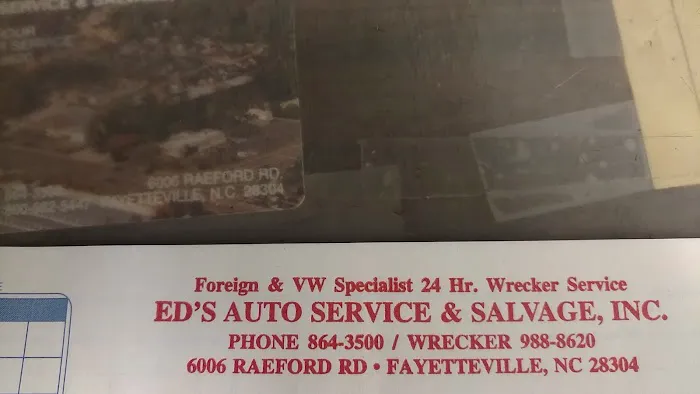 SERVICE &
6006 RAEFORD RD.
FAYETTEVILLE, N.C. 28304
Foreign & VW Specialist 24 Hr. Wrecker Service
ED'S AUTO SERVICE & SALVAGE, INC.
PHONE 864-3500 / WRECKER 988-8620
6006 RAEFORD RD • FAYETTEVILLE, NC 28304